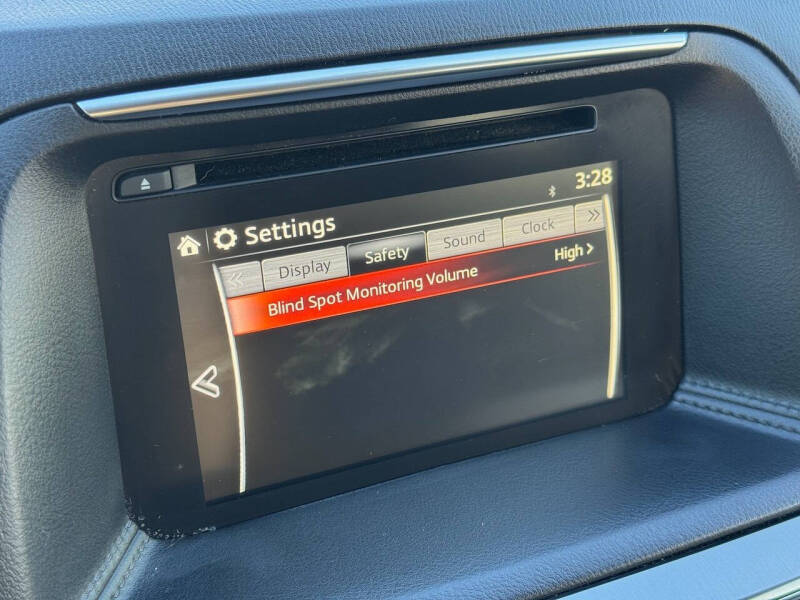 3:28
Settings
Display Safety Sound Clock
Blind Spot Monitoring Volume High